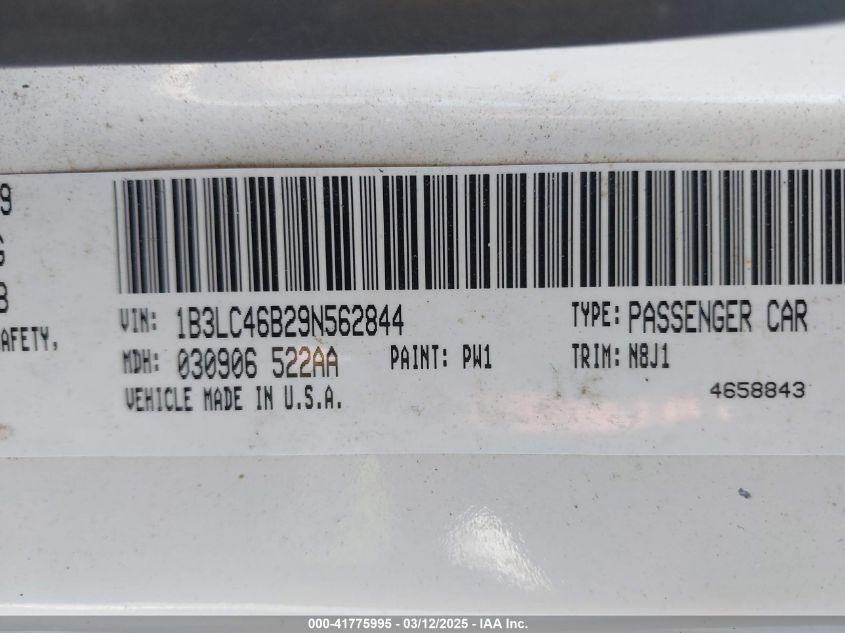 9
8
AFETY,
VIN: 1B3LC46B29N562844 TYPE: PASSENGER CAR
MDH: 030906 522AA PAINT: PW1 TRIM: N8J1
VEHICLE MADE IN U.S.A. 4658843
000-41775995 - 03/12/2025 - IAA Inc.